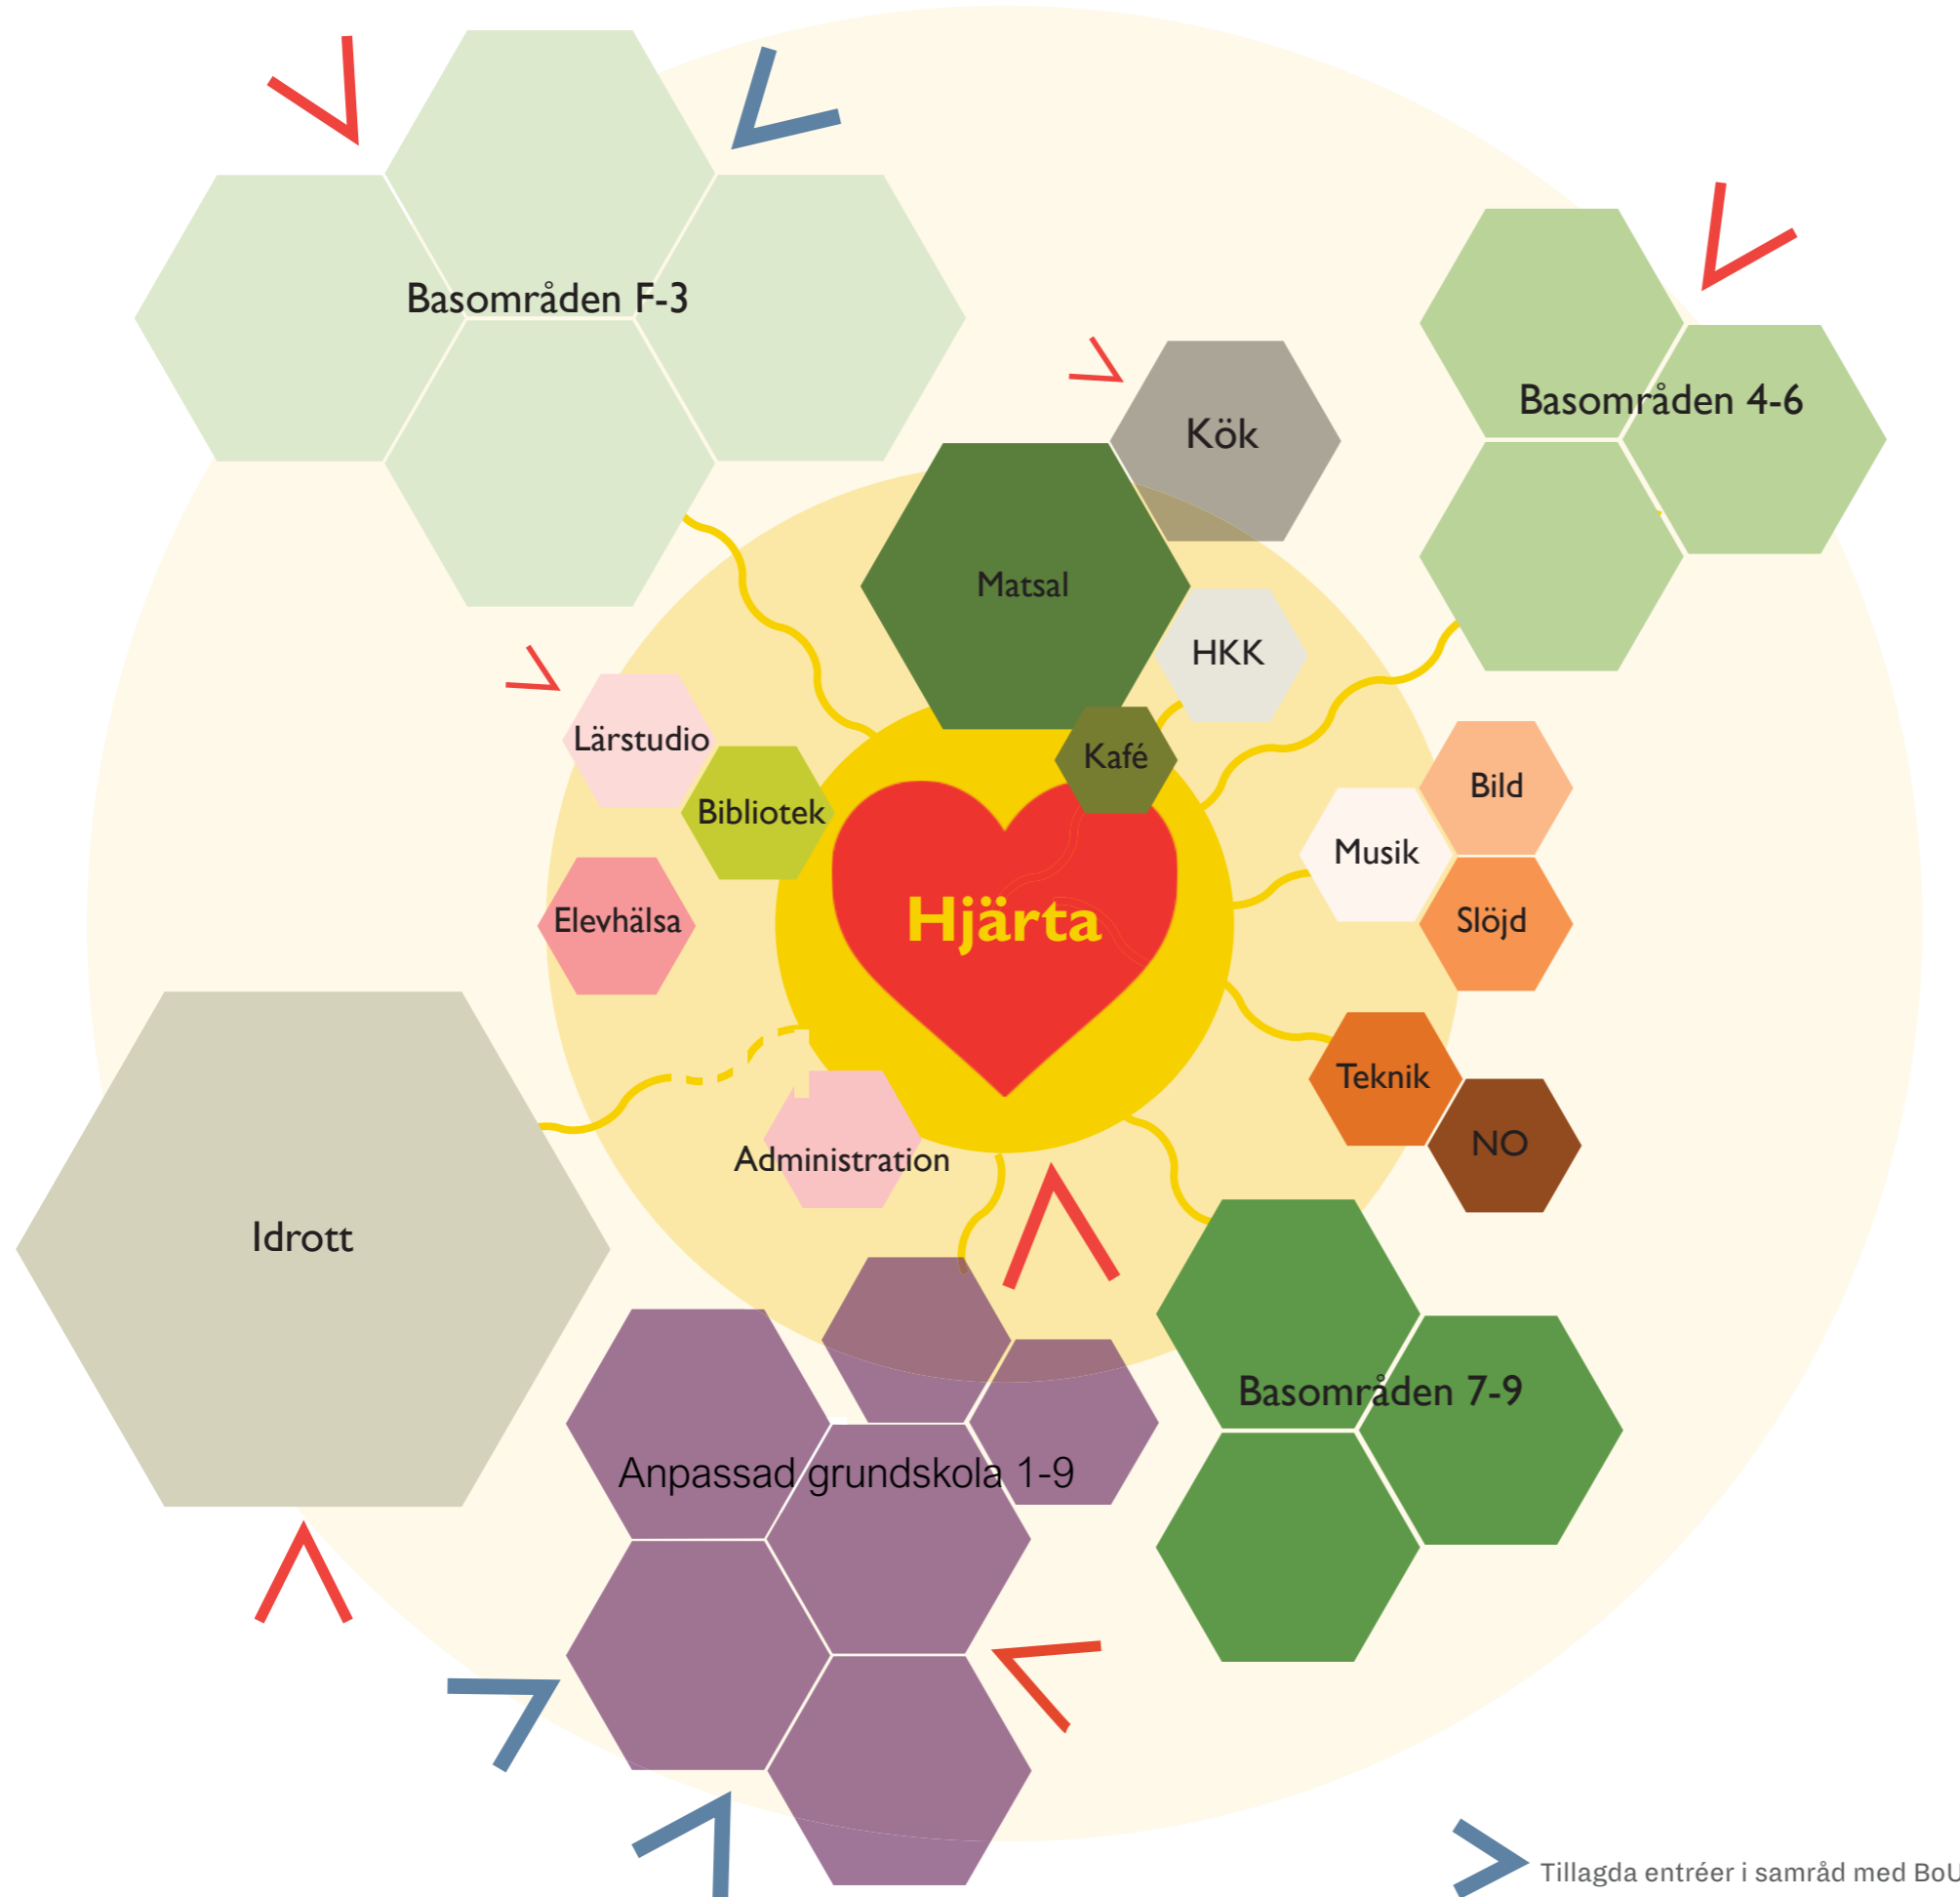 Basområden F-3
Basområden 4-6
Kök
Matsal
HKK
Lärstudio
Kafé
Bild
Bibliotek
Musik
Elevhälsa
Hjärta
Slöjd
Teknik
NO
Administration
Idrott
Basområden 7-9
Anpassad grundskola 1-9
Tillagda entréer i samråd med BoU